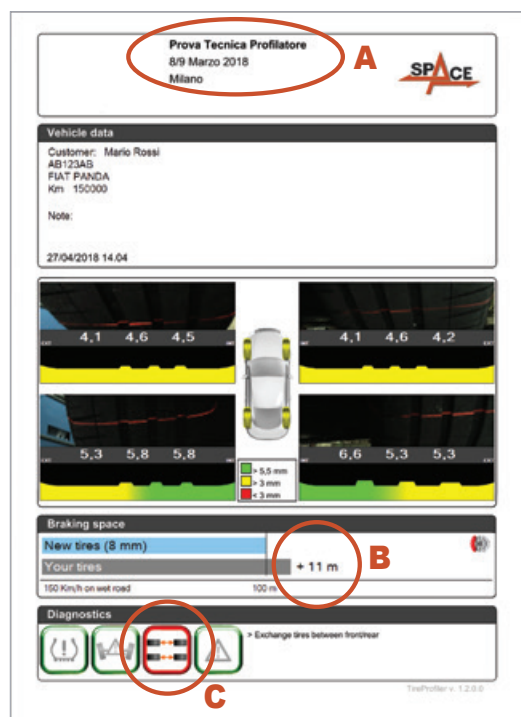 Prova Tecnica Profilatore
8/9 Marzo 2018
Milano
A
SPACE
Vehicle data
Customer: Mario Rossi
AB123AB
FIAT PANDA
Km 150000
Note:
27/04/2018 14.04
4,1 4,6 4,5
4,1 4,6 4,2
5,3 5,8 5,8
6,6 5,3 5,3
> 5,5 mm
> 3 mm
< 3 mm
Braking space
New tires (8 mm)
Your tires
+ 11 m
B
150 Km/h on wet road
100 m
Diagnostics
> Exchange tires between front/rear
C
TireProfiler v. 1.2.0.0